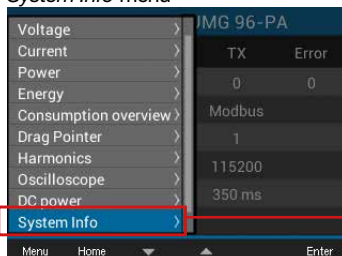 System Info menu
Voltage
Current
Power
Energy
Consumption overview
Drag Pointer
Harmonics
Oscilloscope
DC power
System Info
UMG 96-PA
TX Error
0 0
Modbus
1
115200
350 ms
Menu Home Enter